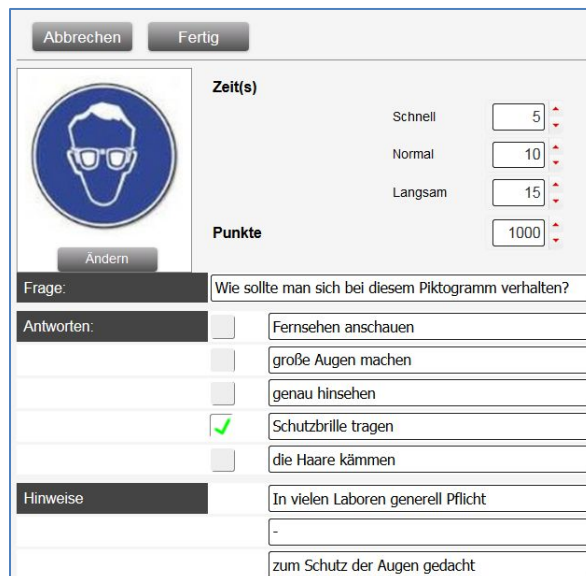 Abbrechen Fertig
Zeit(s)
Schnell 5
Normal 10
Langsam 15
Punkte 1000
Ändern
Frage: Wie sollte man sich bei diesem Piktogramm verhalten?
Antworten: Fernsehen anschauen
große Augen machen
genau hinsehen
Schutzbrille tragen
die Haare kämmen
Hinweise In vielen Laboren generell Pflicht
-
zum Schutz der Augen gedacht